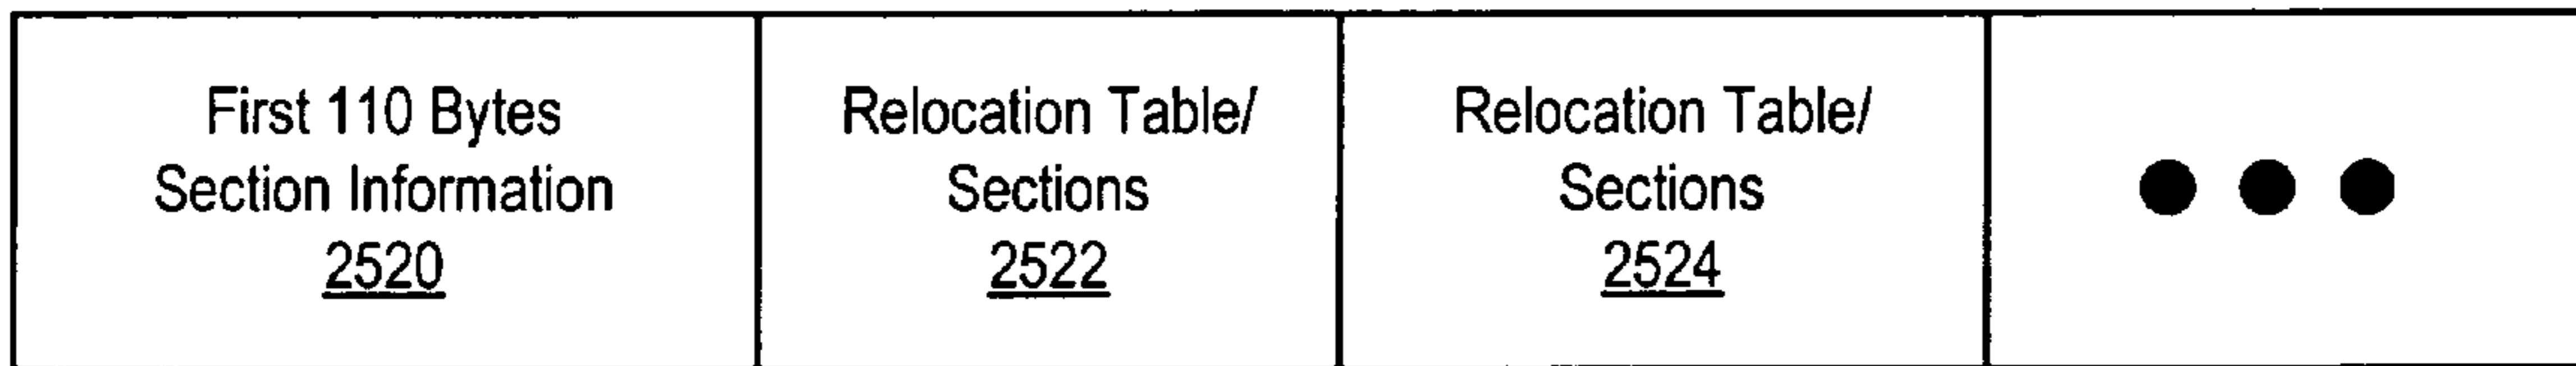 First 110 Bytes
Section Information
2520
Relocation Table/
Sections
2522
Relocation Table/
Sections
2524